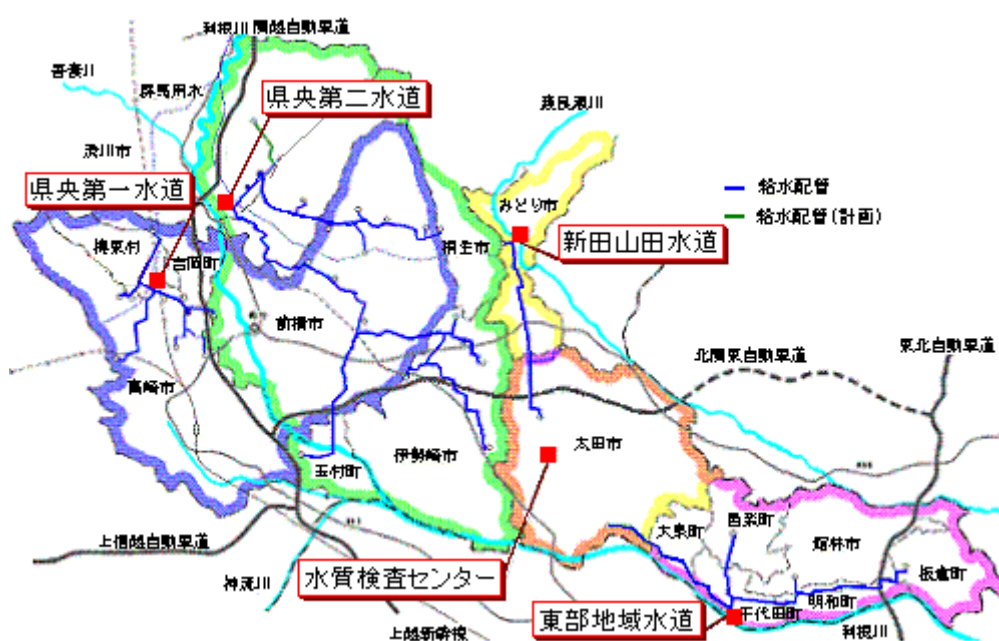 利根川
関越自動車道
吾妻川
群馬用水
県央第二水道
渡良瀬川
渋川市
県央第一水道
給水配管
給水配管(計画)
みどり市
新田山田水道
桐生市
榛東村
吉岡町
前橋市
北関東自動車道
東北自動車道
高崎市
伊勢崎市
太田市
玉村町
上信越自動車道
大泉町
邑楽町
館林市
板倉町
神流川
水質検査センター
明和町
千代田町
東部地域水道
利根川
上越新幹線